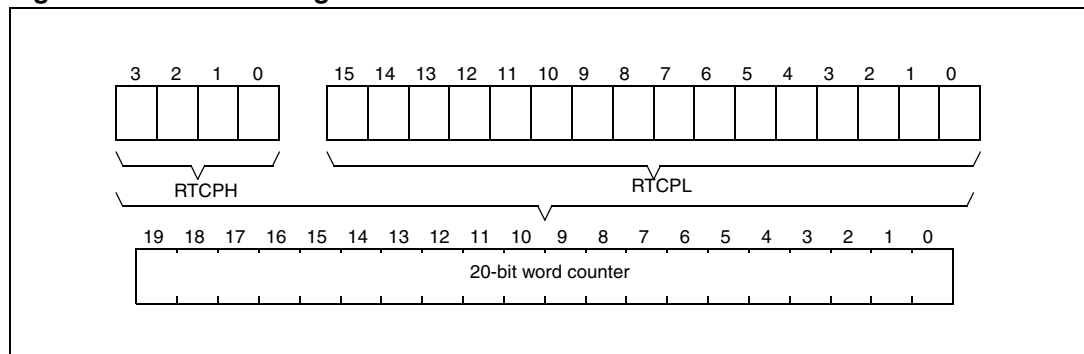 3 2 1 0 15 14 13 12 11 10 9 8 7 6 5 4 3 2 1 0
RTCPH RTCPL
19 18 17 16 15 14 13 12 11 10 9 8 7 6 5 4 3 2 1 0
20-bit word counter